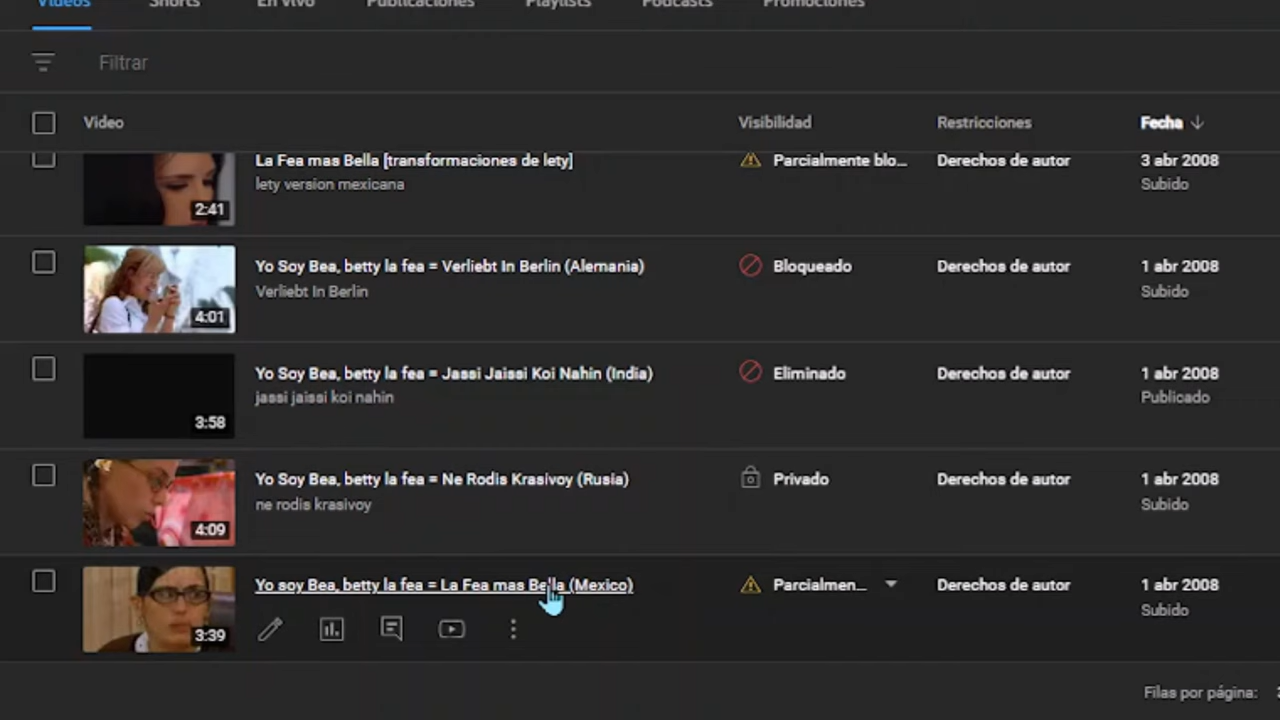 Videos Shorts En vivo Publicaciones Playlists Podcasts Promociones
Filtrar
Video Visibilidad Restricciones Fecha
La Fea mas Bella [transformaciones de lety] Parcialmente blo... Derechos de autor 3 abr 2008
lety version mexicana Subido
2:41
Yo Soy Bea, betty la fea = Verliebt In Berlin (Alemania) Bloqueado Derechos de autor 1 abr 2008
Verliebt In Berlin Subido
4:01
Yo Soy Bea, betty la fea = Jassi Jaissi Koi Nahin (India) Eliminado Derechos de autor 1 abr 2008
jassi jaissi koi nahin Publicado
3:58
Yo Soy Bea, betty la fea = Ne Rodis Krasivoy (Rusia) Privado Derechos de autor 1 abr 2008
ne rodis krasivoy Subido
4:09
Yo soy Bea, betty la fea = La Fea mas Bella (Mexico) Parcialmen... Derechos de autor 1 abr 2008
Subido
3:39
Filas por página: